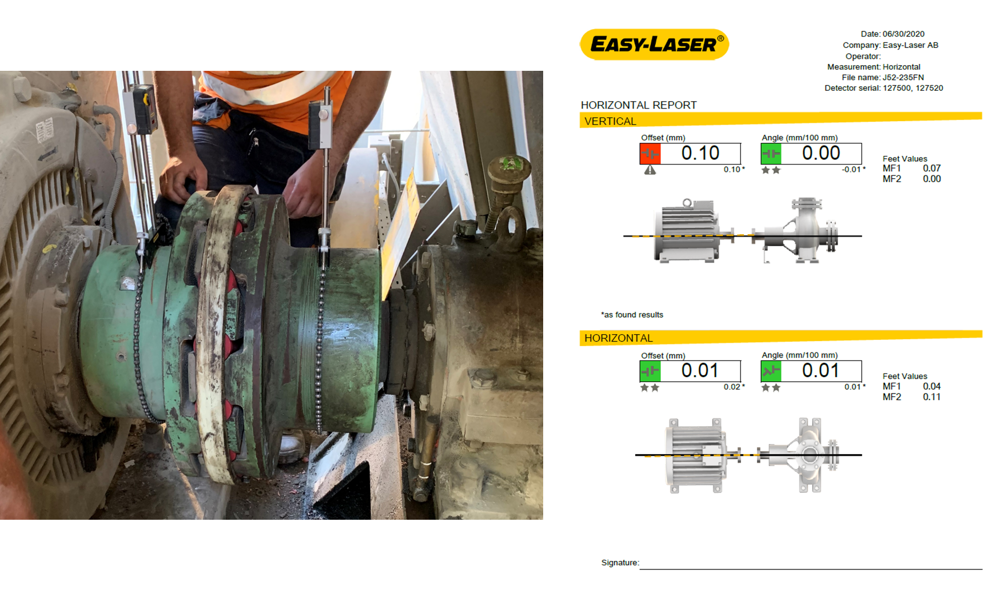 EASY-LASER®
Date: 06/30/2020
Company: Easy-Laser AB
Operator:
Measurement: Horizontal
File name: J52-235FN
Detector serial: 127500, 127520
HORIZONTAL REPORT
VERTICAL
Offset (mm)
0.10
0.10 *
Angle (mm/100 mm)
0.00
-0.01 *
Feet Values
MF1 0.07
MF2 0.00
*as found results
HORIZONTAL
Offset (mm)
0.01
0.02 *
Angle (mm/100 mm)
0.01
0.01 *
Feet Values
MF1 0.04
MF2 0.11
Signature: